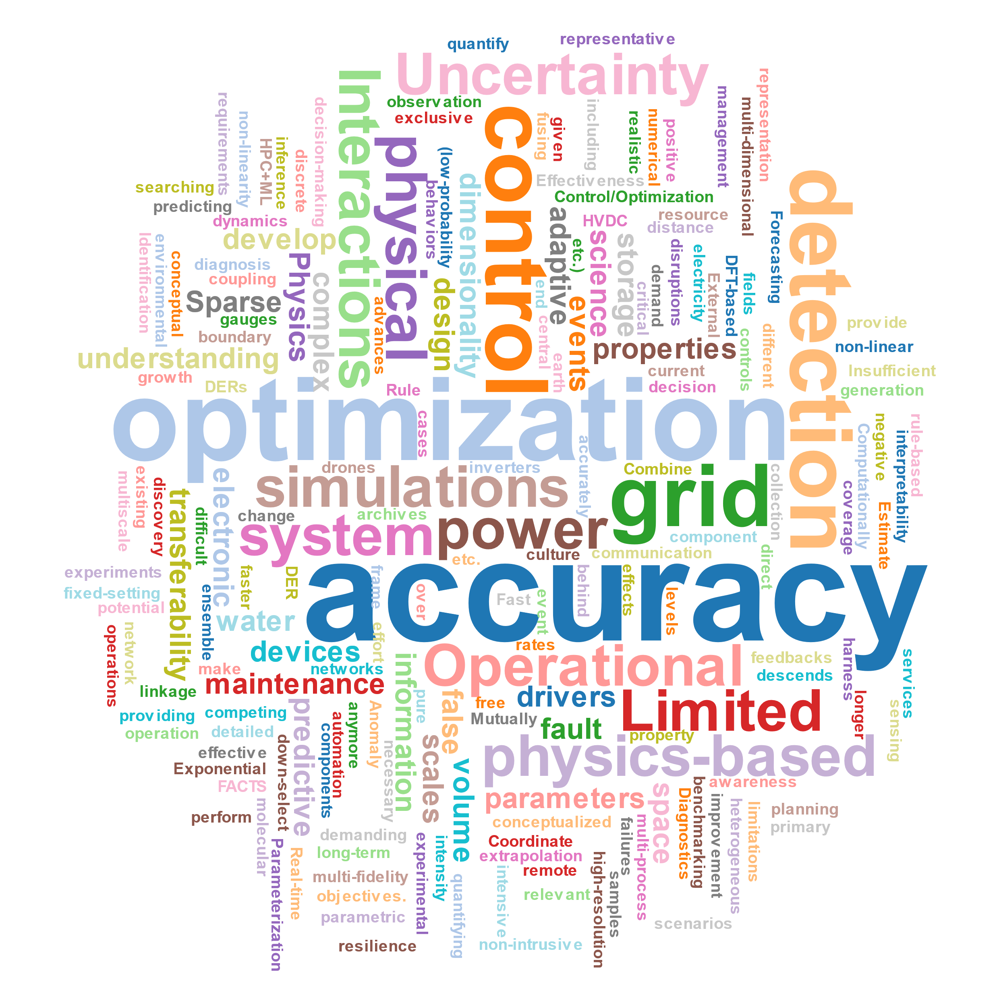 quantify
representative
Uncertainty
Interactions
observation
exclusive
requirements
non-linearity
HPC+ML
inference
discrete
decision-making
physical
control
fusing
given
including
realistic
numerical
positive
management
multi-dimensional
representation
searching
predicting
dynamics
develop
behaviors
(low-probability
dimensionality
Effectiveness
Control/Optimization
adaptive
HVDC
resource
distance
Forecasting
detection
Identification
environmental
conceptual
diagnosis
coupling
Sparse
gauges
boundary
Physics
complex
advances
design
end
central
earth
etc.)
events
science
storage
critical
demand
disruptions
electricity
External
DFT-based
fields
controls
different
properties
provide
non-linear
Insufficient
generation
understanding
growth
DERs
Rule
current
decision
optimization
cases
accurately
drones
inverters
Combine
simulations
grid
collection
coverage
Computationally
negative
Estimate
interpretability
rule-based
multiscale
existing
discovery
transferability
difficult
electronic
change
archives
system
power
component
culture
communication
etc.
direct
experiments
fixed-setting
potential
faster
DER
ensemble
frame
over
accuracy
Fast
event
behind
effects
levels
water
effort
devices
networks
rates
Operational
feedbacks
descends
harness
services
operations
network
make
linkage
maintenance
information
pure
false
free
drivers
Limited
longer
sensing
providing
competing
operation
detailed
predictive
components
automation
anymore
Anomaly
necessary
scales
Mutually
fault
property
effective
Exponential
FACTS
down-select
volume
physics-based
awareness
perform
molecular
Parameterization
Real-time
demanding
long-term
multi-fidelity
objectives.
parametric
resilience
experimental
intensity
quantifying
parameters
conceptualized
Coordinate
extrapolation
remote
relevant
intensive
non-intrusive
space
failures
multi-process
high-resolution
samples
Diagnostics
benchmarking
improvement
heterogeneous
limitations
planning
primary
scenarios